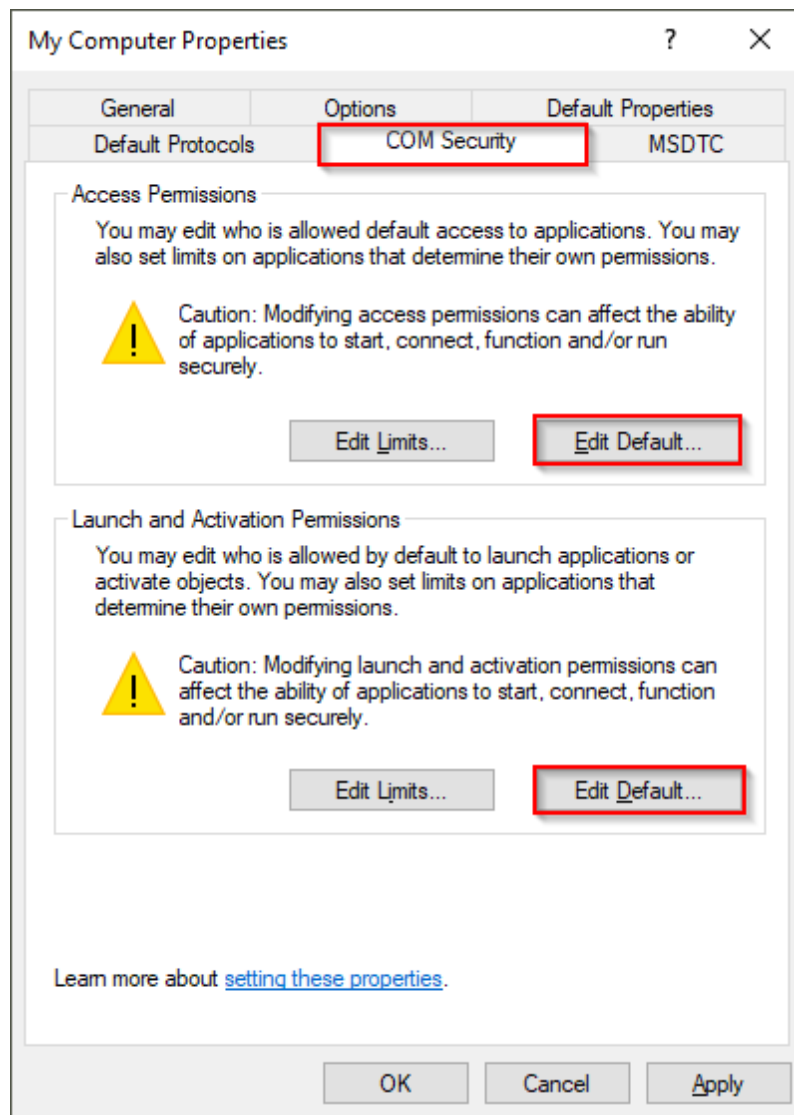 My Computer Properties ? ×
General Options Default Properties
Default Protocols COM Security MSDTC
Access Permissions
You may edit who is allowed default access to applications. You may
also set limits on applications that determine their own permissions.
Caution: Modifying access permissions can affect the ability
of applications to start, connect, function and/or run
securely.
Edit Limits... Edit Default...
Launch and Activation Permissions
You may edit who is allowed by default to launch applications or
activate objects. You may also set limits on applications that
determine their own permissions.
Caution: Modifying launch and activation permissions can
affect the ability of applications to start, connect, function
and/or run securely.
Edit Limits... Edit Default...
Learn more about setting these properties.
OK Cancel Apply